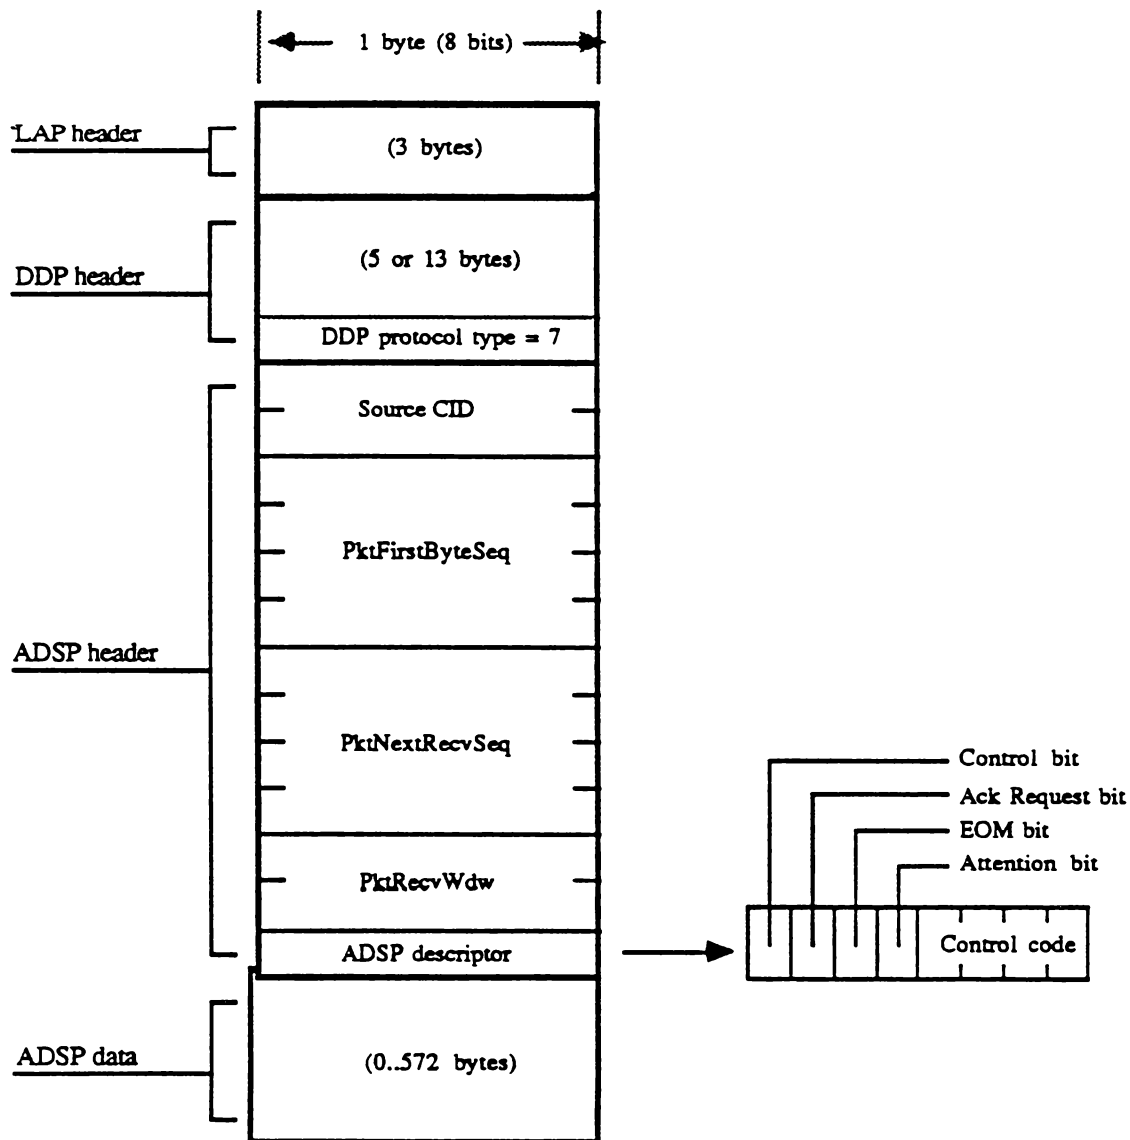 1 byte (8 bits)
LAP header
(3 bytes)
DDP header
(5 or 13 bytes)
DDP protocol type = 7
Source CID
PktFirstByteSeq
ADSP header
PktNextRecvSeq
Control bit
Ack Request bit
EOM bit
Attention bit
PktRecvWdw
ADSP descriptor
Control code
ADSP data
(0..572 bytes)